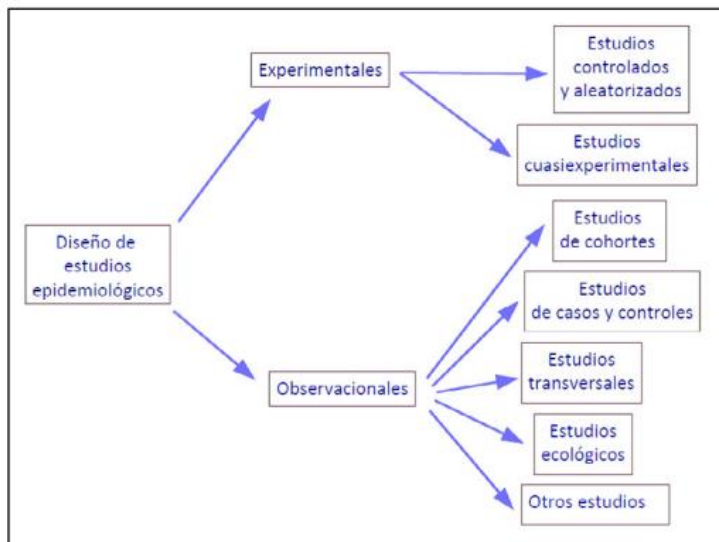 Diseño de
estudios
epidemiológicos
Experimentales
Estudios
controlados
y aleatorizados
Estudios
cuasiexperimentales
Observacionales
Estudios
de cohortes
Estudios
de casos y controles
Estudios
transversales
Estudios
ecológicos
Otros estudios